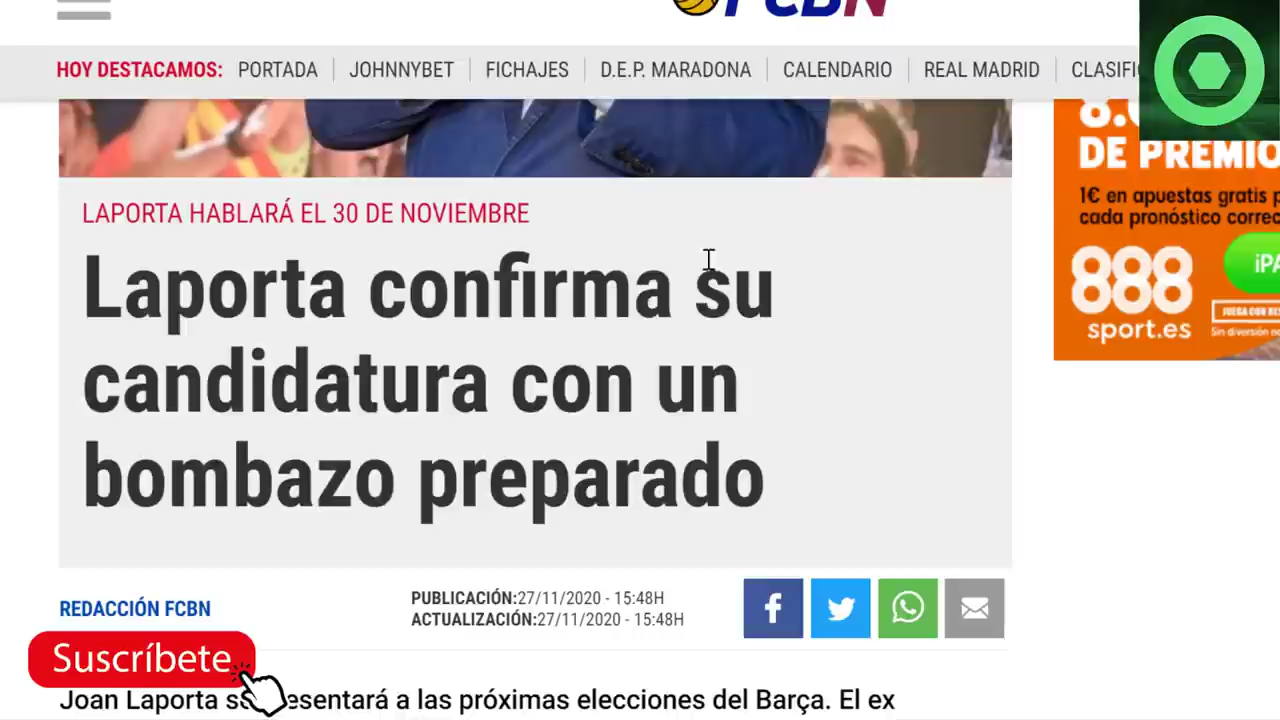 FCBN
HOY DESTACAMOS: PORTADA JOHNNYBET FICHAJES D.E.P. MARADONA CALENDARIO REAL MADRID
DE PREMIO
1€ en apuestas gratis
cada pronóstico
888
sport.es
LAPORTA HABLARÁ EL 30 DE NOVIEMBRE
Laporta confirma su
candidatura con un
bombazo preparado
REDACCIÓN FCBN
PUBLICACIÓN:27/11/2020 - 15:48H
ACTUALIZACIÓN:27/11/2020 - 15:48H
Suscríbete
Joan Laporta se presentará a las próximas elecciones del Barça. El ex